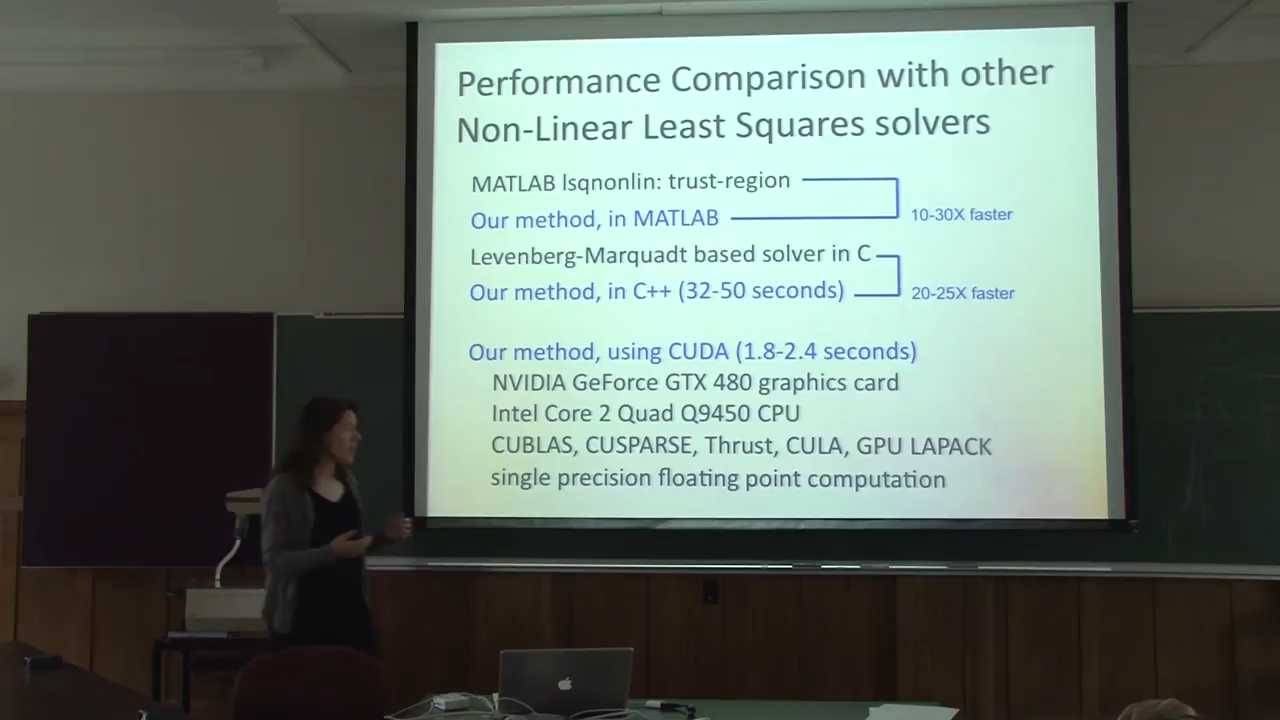 Performance Comparison with other
Non-Linear Least Squares solvers
MATLAB lsqnonlin: trust-region
Our method, in MATLAB
10-30X faster
Levenberg-Marquadt based solver in C
Our method, in C++ (32-50 seconds)
20-25X faster
Our method, using CUDA (1.8-2.4 seconds)
NVIDIA GeForce GTX 480 graphics card
Intel Core 2 Quad Q9450 CPU
CUBLAS, CUSPARSE, Thrust, CULA, GPU LAPACK
single precision floating point computation